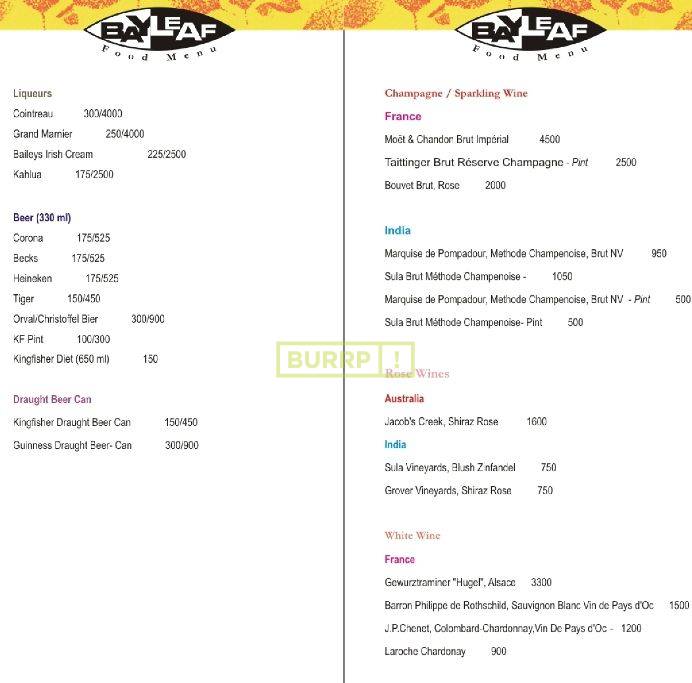 BAYLEAF
Food Menu
Liqueurs
Cointreau 300/4000
Grand Marnier 250/4000
Baileys Irish Cream 225/2500
Kahlua 175/2500
Beer (330 ml)
Corona 175/525
Becks 175/525
Heineken 175/525
Tiger 150/450
Orval/Christoffel Bier 300/900
KF Pint 100/300
Kingfisher Diet (650 ml) 150
Draught Beer Can
Kingfisher Draught Beer Can 150/450
Guinness Draught Beer- Can 300/900
BURRP!
BAYLEAF
Food Menu
Champagne / Sparkling Wine
France
Moët & Chandon Brut Impérial 4500
Taittinger Brut Réserve Champagne - Pint 2500
Bouvet Brut, Rose 2000
India
Marquise de Pompadour, Methode Champenoise, Brut NV 950
Sula Brut Méthode Champenoise - 1050
Marquise de Pompadour, Methode Champenoise, Brut NV - Pint 500
Sula Brut Méthode Champenoise- Pint 500
Rose Wines
Australia
Jacob's Creek, Shiraz Rose 1600
India
Sula Vineyards, Blush Zinfandel 750
Grover Vineyards, Shiraz Rose 750
White Wine
France
Gewurztraminer "Hugel", Alsace 3300
Barron Philippe de Rothschild, Sauvignon Blanc Vin de Pays d'Oc 1500
J.P.Chenet, Colombard-Chardonnay,Vin De Pays d'Oc - 1200
Laroche Chardonay 900